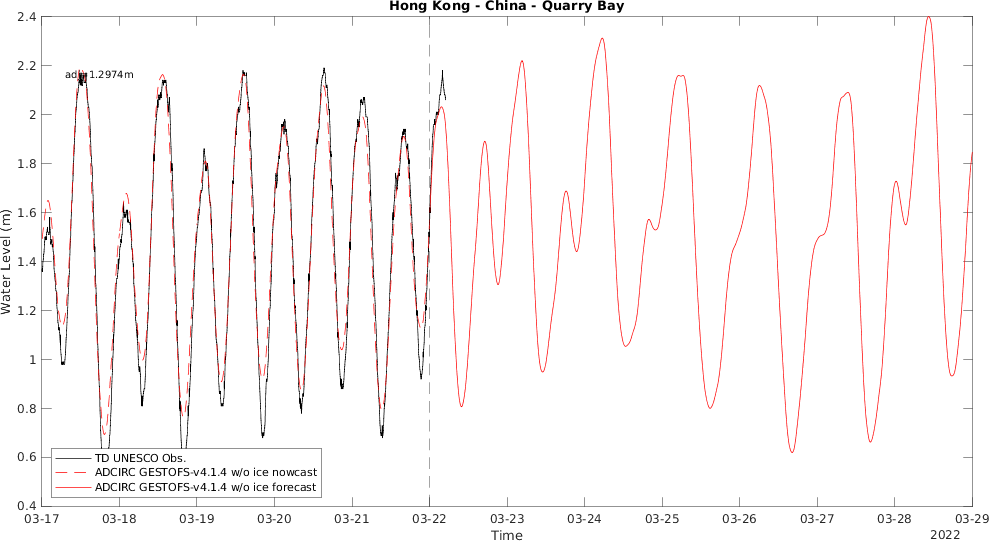 Hong Kong - China - Quarry Bay
2.4
2.2
2
1.8
1.6
1.4
1.2
1
0.8
0.6
0.4
Water Level (m)
1.2974m
TD UNESCO Obs.
ADCIRC GESTOFS-v4.1.4 w/o ice nowcast
ADCIRC GESTOFS-v4.1.4 w/o ice forecast
03-17 03-18 03-19 03-20 03-21 03-22 03-23 03-24 03-25 03-26 03-27 03-28 03-29
Time
2022